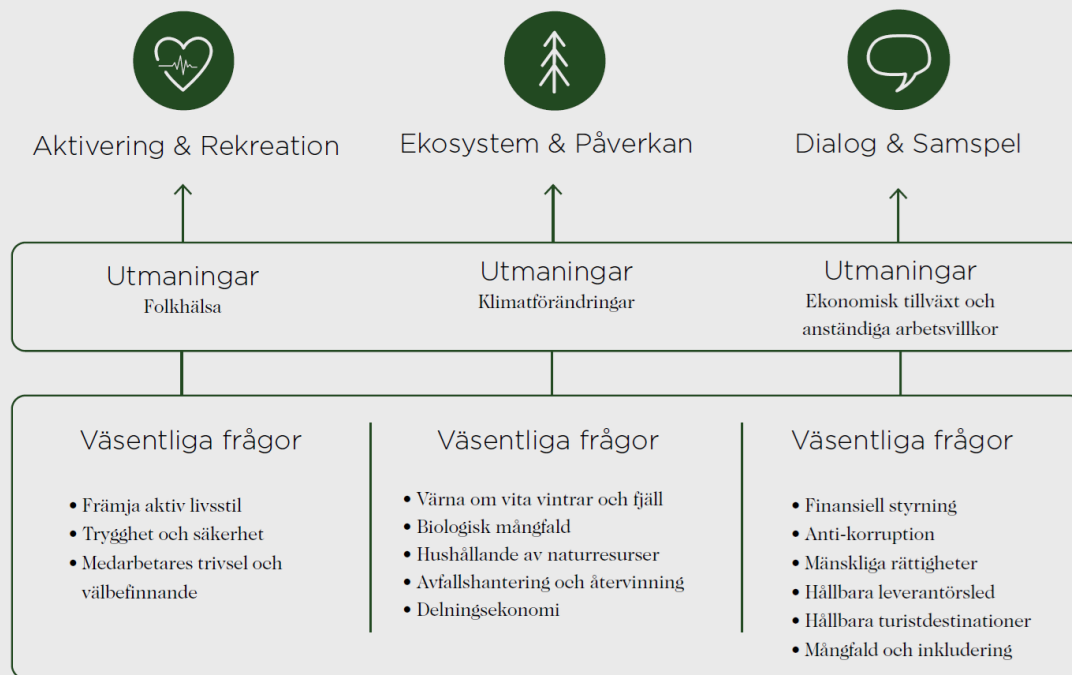 Aktivering & Rekreation
Ekosystem & Påverkan
Dialog & Samspel
Utmaningar
Folkhälsa
Utmaningar
Klimatförändringar
Utmaningar
Ekonomisk tillväxt och
anständiga arbetsvillkor
Väsentliga frågor
• Främja aktiv livsstil
• Trygghet och säkerhet
• Medarbetares trivsel och
välbefinnande
Väsentliga frågor
• Värna om vita vintrar och fjäll
• Biologisk mångfald
• Hushållande av naturresurser
• Avfallshantering och återvinning
• Delningsekonomi
Väsentliga frågor
• Finansiell styrning
• Anti-korruption
• Mänskliga rättigheter
• Hållbara leverantörsled
• Hållbara turistdestinationer
• Mångfald och inkludering